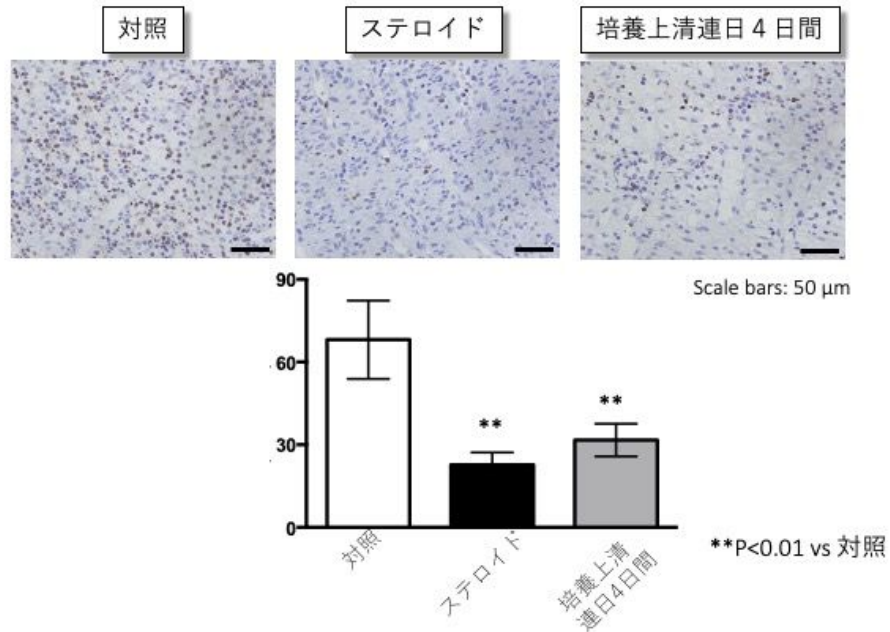 対照
ステロイド
培養上清連日4日間
Scale bars: 50 μm
90
60
30
0
**
**
対照
ステロイド
培養上清
連日4日間
**P<0.01 vs 対照